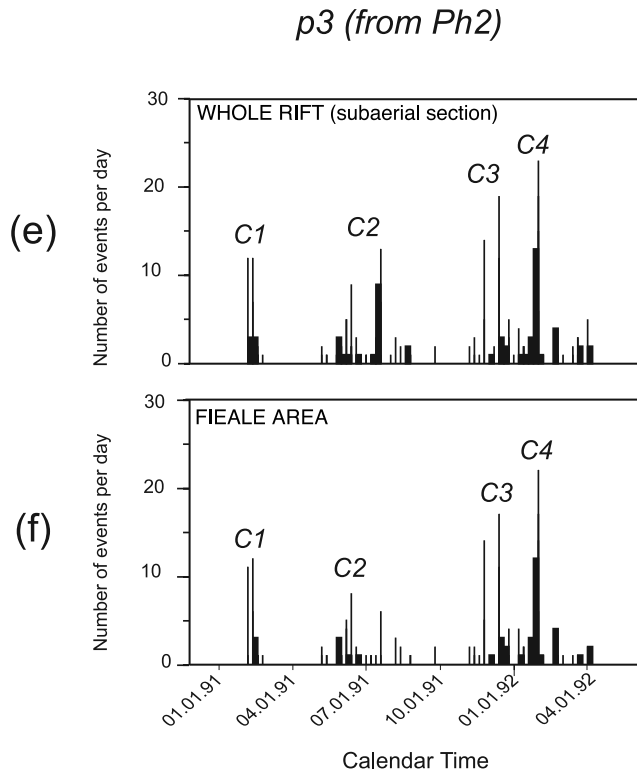 p3 (from Ph2)
(e)
Number of events per day
30
20
10
0
WHOLE RIFT (subaerial section)
C1
C2
C3
C4
(f)
Number of events per day
30
20
10
0
FIEALE AREA
C1
C2
C3
C4
01.01.91
04.01.91
07.01.91
10.01.91
01.01.92
04.01.92
Calendar Time